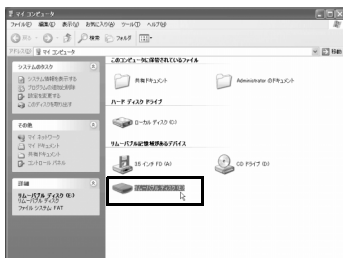 マイ コンピュータ
ファイル(F) 編集(E) 表示(V) お気に入り(A) ツール(T) ヘルプ(H)
戻る 検索 フォルダ
アドレス(D) マイ コンピュータ 移動
システムのタスク
システム情報を表示する
プログラムの追加と削除
設定を変更する
このディスクを取り出す
その他
マイ ネットワーク
マイ ドキュメント
共有ドキュメント
コントロール パネル
詳細
リムーバブル ディスク (E:)
リムーバブル ディスク
ファイル システム: FAT
このコンピュータに保管されているファイル
共有ドキュメント
Administrator のドキュメント
ハード ディスク ドライブ
ローカル ディスク (C:)
リムーバブル記憶域があるデバイス
3.5 インチ FD (A:)
CD ドライブ (D:)
リムーバブル ディスク (E:)